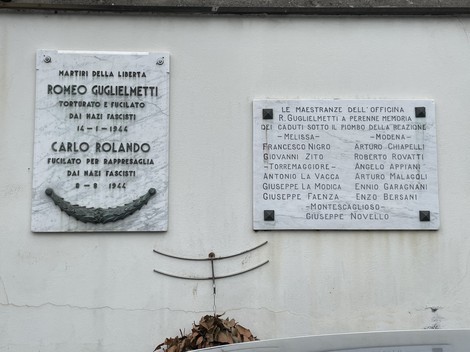 MARTIRI DELLA LIBERTA
ROMEO GUGLIELMETTI
TORTURATO E FUCILATO
DAI NAZI FASCISTI
14-1-1944
CARLO ROLANDO
FUCILATO PER RAPPRESAGLIA
DAI NAZI FASCISTI
8-8 1944
LE MAESTRANZE DELL'OFFICINA
R. GUGLIELMETTI A PERENNE MEMORIA
DEI CADUTI SOTTO IL PIOMBO DELLA REAZIONE
-MELISSA-
FRANCESCO NIGRO
GIOVANNI ZITO
-TORREMAGGIORE-
ANTONIO LA VACCA
GIUSEPPE LA MODICA
GIUSEPPE FAENZA
-MODENA-
ARTURO CHIAPELLI
ROBERTO ROVATTI
ANGELO APPIANI
ARTURO MALAGOLI
ENNIO GARAGNANI
ENZO BERSANI
-MONTESCAGLIOSO-
GIUSEPPE NOVELLO